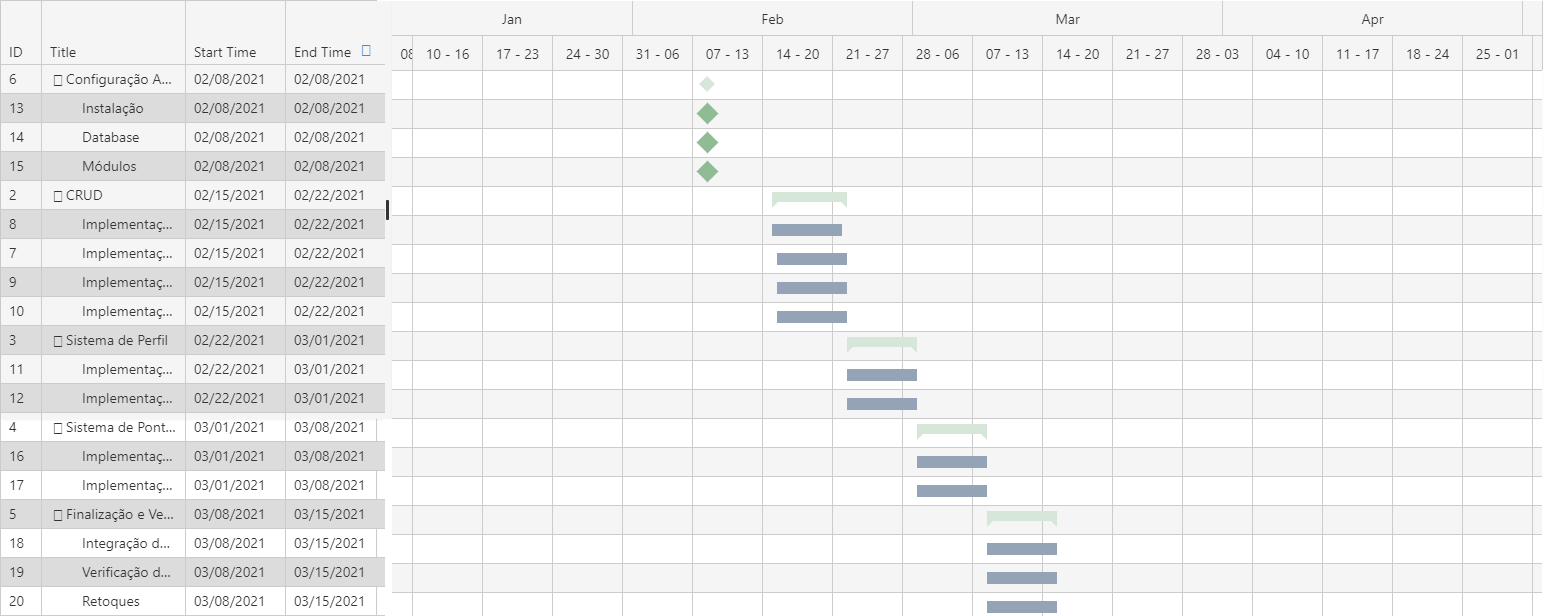 Jan Feb Mar Apr
ID Title Start Time End Time 08 10 - 16 17 - 23 24 - 30 31 - 06 07 - 13 14 - 20 21 - 27 28 - 06 07 - 13 14 - 20 21 - 27 28 - 03 04 - 10 11 - 17 18 - 24 25 - 01
6 Configuração A... 02/08/2021 02/08/2021
13 Instalação 02/08/2021 02/08/2021
14 Database 02/08/2021 02/08/2021
15 Módulos 02/08/2021 02/08/2021
2 CRUD 02/15/2021 02/22/2021
8 Implementaç... 02/15/2021 02/22/2021
7 Implementaç... 02/15/2021 02/22/2021
9 Implementaç... 02/15/2021 02/22/2021
10 Implementaç... 02/15/2021 02/22/2021
3 Sistema de Perfil 02/22/2021 03/01/2021
11 Implementaç... 02/22/2021 03/01/2021
12 Implementaç... 02/22/2021 03/01/2021
4 Sistema de Pont... 03/01/2021 03/08/2021
16 Implementaç... 03/01/2021 03/08/2021
17 Implementaç... 03/01/2021 03/08/2021
5 Finalização e Ve... 03/08/2021 03/15/2021
18 Integração d... 03/08/2021 03/15/2021
19 Verificação d... 03/08/2021 03/15/2021
20 Retoques 03/08/2021 03/15/2021